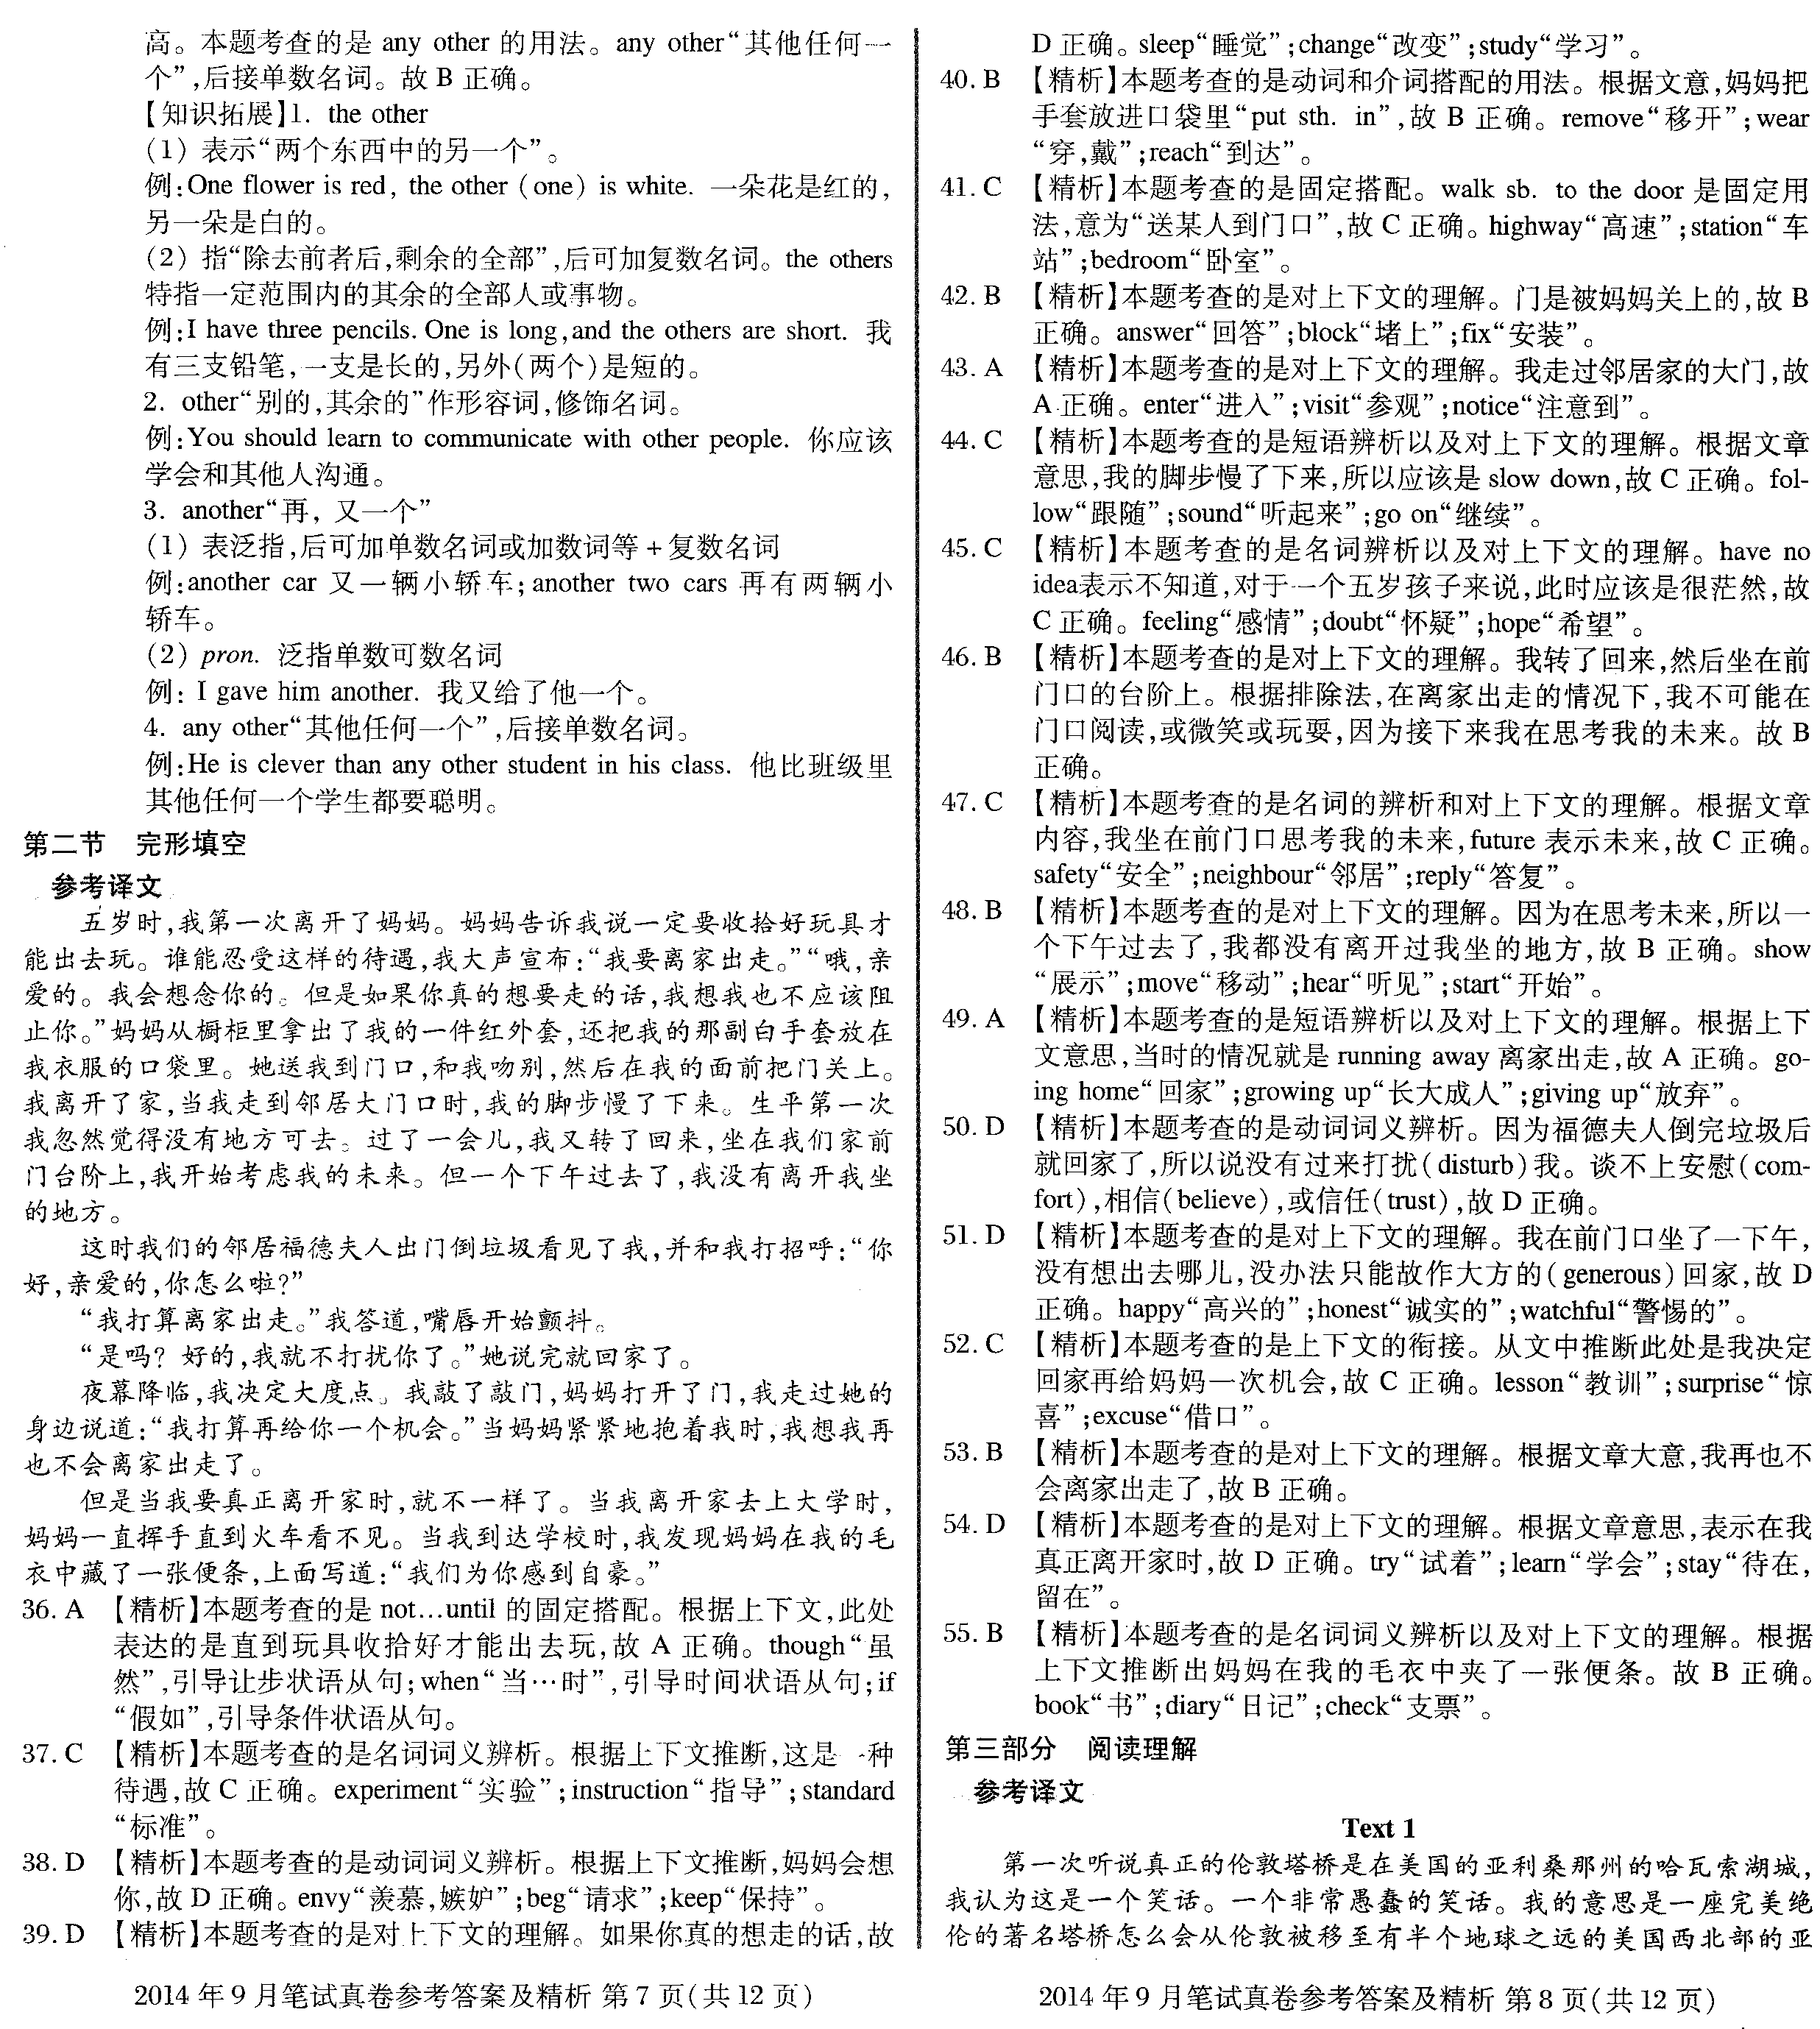 高。本题考查的是 any other 的用法。any other“其他任何一
个”,后接单数名词。故 B 正确。
【知识拓展】1. the other
(1) 表示“两个东西中的另一个”。
例:One flower is red, the other (one) is white. 一朵花是红的,
另一朵是白的。
(2) 指“除去前者后,剩余的全部”,后可加复数名词。the others
特指一定范围内的其余的全部人或事物。
例:I have three pencils. One is long,and the others are short. 我
有三支铅笔,一支是长的,另外(两个)是短的。
2. other“别的,其余的”作形容词,修饰名词。
例:You should learn to communicate with other people. 你应该
学会和其他人沟通。
3. another“再, 又一个”
(1) 表泛指,后可加单数名词或加数词等+复数名词
例:another car 又一辆小轿车; another two cars 再有两辆小
轿车。
(2) pron. 泛指单数可数名词
例: I gave him another. 我又给了他一个。
4. any other“其他任何一个”,后接单数名词。
例:He is clever than any other student in his class. 他比班级里
其他任何一个学生都要聪明。
第二节 完形填空
参考译文
五岁时,我第一次离开了妈妈。妈妈告诉我说一定要收拾好玩具才
能出去玩。谁能忍受这样的待遇,我大声宣布:“我要离家出走。”“哦,亲
爱的。我会想念你的。但是如果你真的想要走的话,我想我也不应该阻
止你。”妈妈从橱柜里拿出了我的一件红外套,还把我的那副白手套放在
我衣服的口袋里。她送我到门口,和我吻别,然后在我的面前把门关上。
我离开了家,当我走到邻居大门口时,我的脚步慢了下来。生平第一次
我忽然觉得没有地方可去。过了一会儿,我又转了回来,坐在我们家前
门台阶上,我开始考虑我的未来。但一个下午过去了,我没有离开我坐
的地方。
这时我们的邻居福德夫人出门倒垃圾看见了我,并和我打招呼:“你
好,亲爱的,你怎么啦?”
“我打算离家出走。”我答道,嘴唇开始颤抖。
“是吗? 好的,我就不打扰你了。”她说完就回家了。
夜幕降临,我决定大度点。我敲了敲门,妈妈打开了门,我走过她的
身边说道:“我打算再给你一个机会。”当妈妈紧紧地抱着我时,我想我再
也不会离家出走了。
但是当我要真正离开家时,就不一样了。当我离开家去上大学时,
妈妈一直挥手直到火车看不见。当我到达学校时,我发现妈妈在我的毛
衣中藏了一张便条,上面写道:“我们为你感到自豪。”
36. A 【精析】本题考查的是 not…until 的固定搭配。根据上下文,此处
表达的是直到玩具收拾好才能出去玩,故 A 正确。though“虽
然”,引导让步状语从句;when“当…时”,引导时间状语从句;if
“假如”,引导条件状语从句。
37. C 【精析】本题考查的是名词词义辨析。根据上下文推断,这是一种
待遇,故 C 正确。experiment“实验”;instruction“指导”;standard
“标准”。
38. D 【精析】本题考查的是动词词义辨析。根据上下文推断,妈妈会想
你,故 D 正确。envy“羡慕,嫉妒”;beg“请求”;keep“保持”。
39. D 【精析】本题考查的是对上下文的理解。如果你真的想走的话,故
2014 年 9 月笔试真卷参考答案及精析 第 7 页(共 12 页)
D 正确。sleep“睡觉”;change“改变”;study“学习”。
40. B 【精析】本题考查的是动词和介词搭配的用法。根据文意,妈妈把
手套放进口袋里“put sth. in”,故 B 正确。remove“移开”;wear
“穿,戴”;reach“到达”。
41. C 【精析】本题考查的是固定搭配。walk sb. to the door 是固定用
法,意为“送某人到门口”,故 C 正确。highway“高速”;station“车
站”;bedroom“卧室”。
42. B 【精析】本题考查的是对上下文的理解。门是被妈妈关上的,故 B
正确。answer“回答”;block“堵上”;fix“安装”。
43. A 【精析】本题考查的是对上下文的理解。我走过邻居家的大门,故
A 正确。enter“进入”;visit“参观”;notice“注意到”。
44. C 【精析】本题考查的是短语辨析以及对上下文的理解。根据文章
意思,我的脚步慢了下来,所以应该是 slow down,故 C 正确。fol-
low“跟随”;sound“听起来”;go on“继续”。
45. C 【精析】本题考查的是名词辨析以及对上下文的理解。have no
idea表示不知道,对于一个五岁孩子来说,此时应该是很茫然,故
C 正确。feeling“感情”;doubt“怀疑”;hope“希望”。
46. B 【精析】本题考查的是对上下文的理解。我转了回来,然后坐在前
门口的台阶上。根据排除法,在离家出走的情况下,我不可能在
门口阅读,或微笑或玩耍,因为接下来我在思考我的未来。故 B
正确。
47. C 【精析】本题考查的是名词的辨析和对上下文的理解。根据文章
内容,我坐在前门口思考我的未来,future 表示未来,故 C 正确。
safety“安全”;neighbour“邻居”;reply“答复”。
48. B 【精析】本题考查的是对上下文的理解。因为在思考未来,所以一
个下午过去了,我都没有离开过我坐的地方,故 B 正确。show
“展示”;move“移动”;hear“听见”;start“开始”。
49. A 【精析】本题考查的是短语辨析以及对上下文的理解。根据上下
文意思,当时的情况就是 running away 离家出走,故 A 正确。go-
ing home“回家”;growing up“长大成人”;giving up“放弃”。
50. D 【精析】本题考查的是动词词义辨析。因为福德夫人倒完垃圾后
就回家了,所以说没有过来打扰(disturb)我。谈不上安慰(com-
fort),相信(believe),或信任(trust),故 D 正确。
51. D 【精析】本题考查的是对上下文的理解。我在前门口坐了一下午,
没有想出去哪儿,没办法只能故作大方的(generous)回家,故 D
正确。happy“高兴的”;honest“诚实的”;watchful“警惕的”。
52. C 【精析】本题考查的是上下文的衔接。从文中推断此处是我决定
回家再给妈妈一次机会,故 C 正确。lesson“教训”;surprise“惊
喜”;excuse“借口”。
53. B 【精析】本题考查的是对上下文的理解。根据文章大意,我再也不
会离家出走了,故 B 正确。
54. D 【精析】本题考查的是对上下文的理解。根据文章意思,表示在我
真正离开家时,故 D 正确。try“试着”;learn“学会”;stay“待在,
留在”。
55. B 【精析】本题考查的是名词词义辨析以及对上下文的理解。根据
上下文推断出妈妈在我的毛衣中夹了一张便条。故 B 正确。
book“书”;diary“日记”;check“支票”。
第三部分 阅读理解
参考译文
Text 1
第一次听说真正的伦敦塔桥是在美国的亚利桑那州的哈瓦索湖城,
我认为这是一个笑话。一个非常愚蠢的笑话。我的意思是一座完美绝
伦的著名塔桥怎么会从伦敦被移至有半个地球之远的美国西北部的亚
2014 年 9 月笔试真卷参考答案及精析 第 8 页(共 12 页)